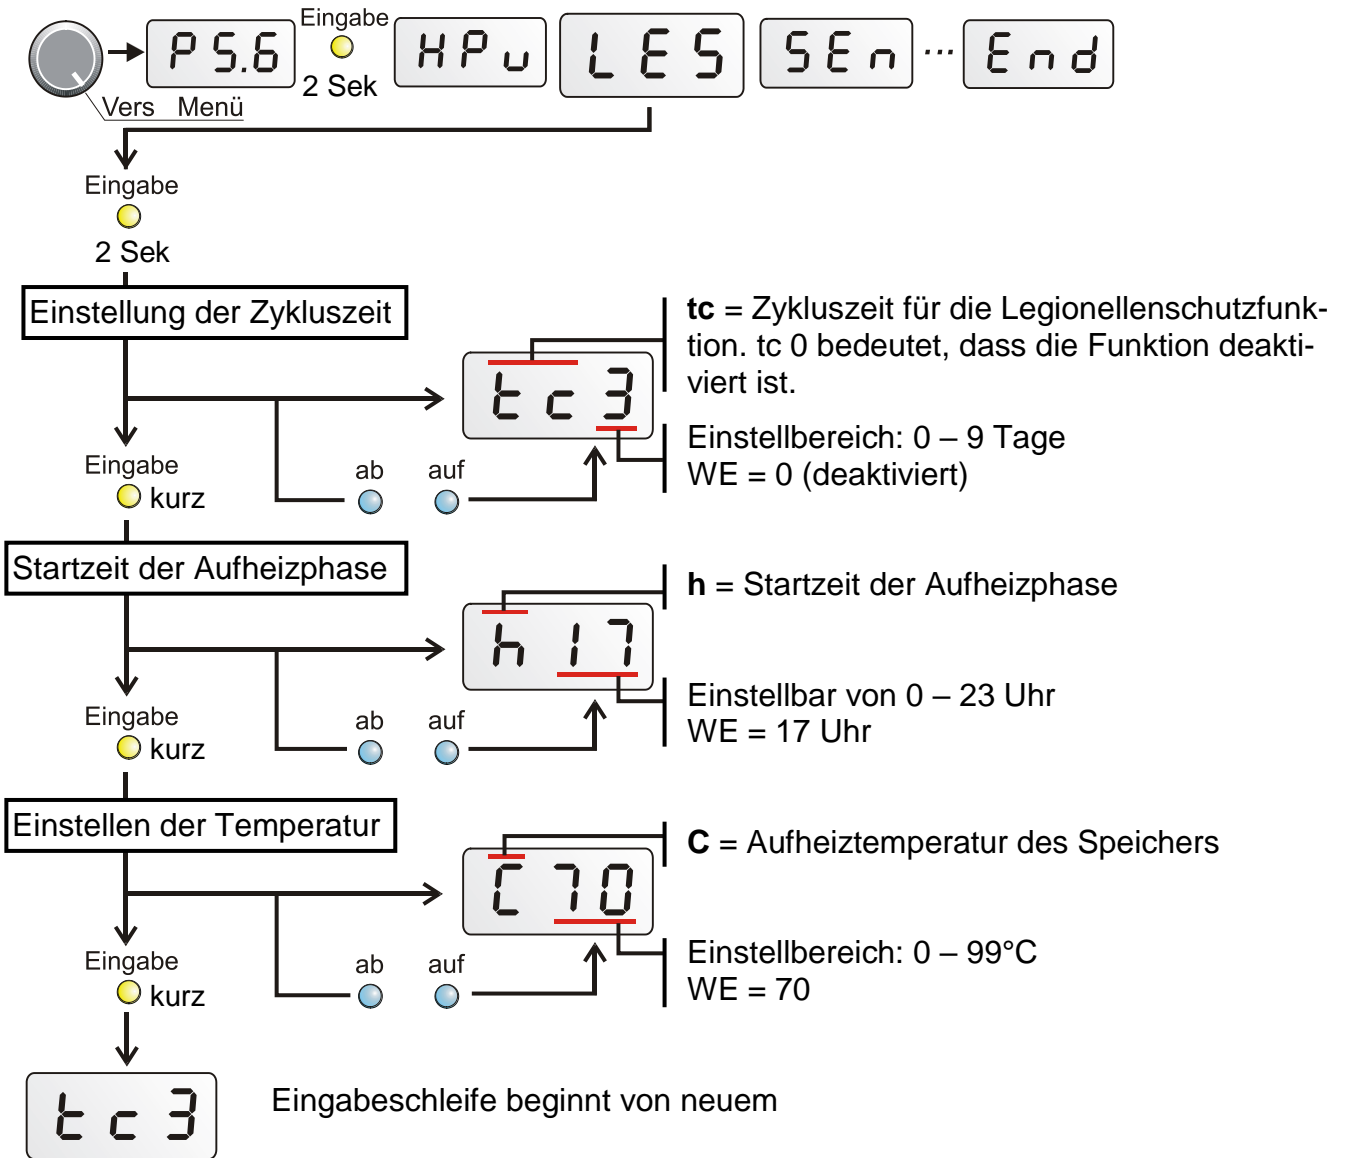 Eingabe
P 5.6
HPu
LES
SEn
...
End
2 Sek
Vers Menü
Eingabe
2 Sek
Einstellung der Zykluszeit
tc = Zykluszeit für die Legionellenschutzfunk-
tion. tc 0 bedeutet, dass die Funktion deakti-
viert ist.
tc3
Einstellbereich: 0 – 9 Tage
WE = 0 (deaktiviert)
Eingabe
kurz
ab
auf
Startzeit der Aufheizphase
h = Startzeit der Aufheizphase
h 17
Einstellbar von 0 – 23 Uhr
WE = 17 Uhr
Eingabe
kurz
ab
auf
Einstellen der Temperatur
C = Aufheiztemperatur des Speichers
C 70
Einstellbereich: 0 – 99°C
WE = 70
Eingabe
kurz
ab
auf
tc3
Eingabeschleife beginnt von neuem